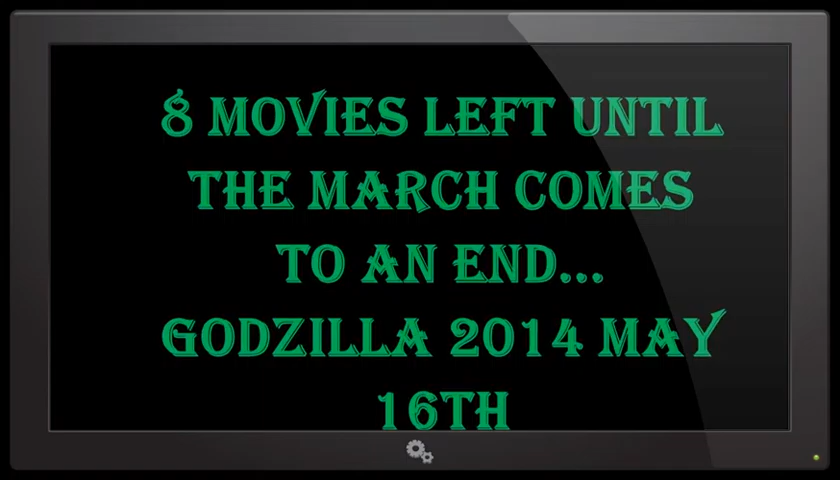 8 MOVIES LEFT UNTIL
THE MARCH COMES
TO AN END...
GODZILLA 2014 MAY
16TH